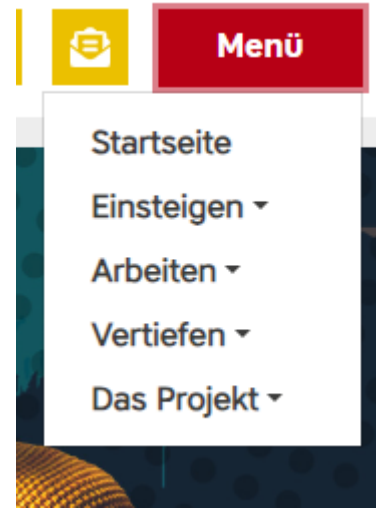 Menü
Startseite
Einsteigen
Arbeiten
Vertiefen
Das Projekt